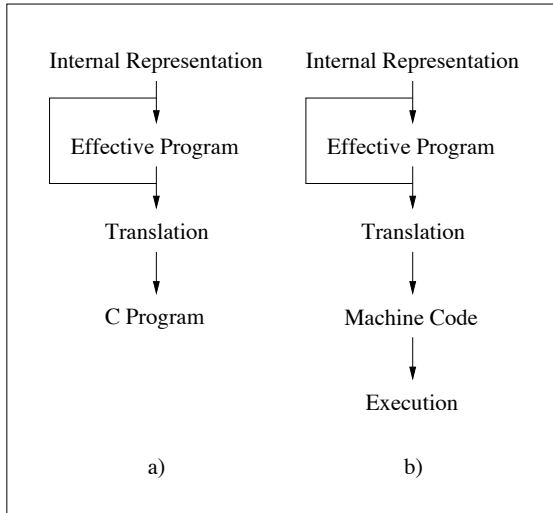 Internal Representation
Effective Program
Translation
C Program
a)
Internal Representation
Effective Program
Translation
Machine Code
Execution
b)